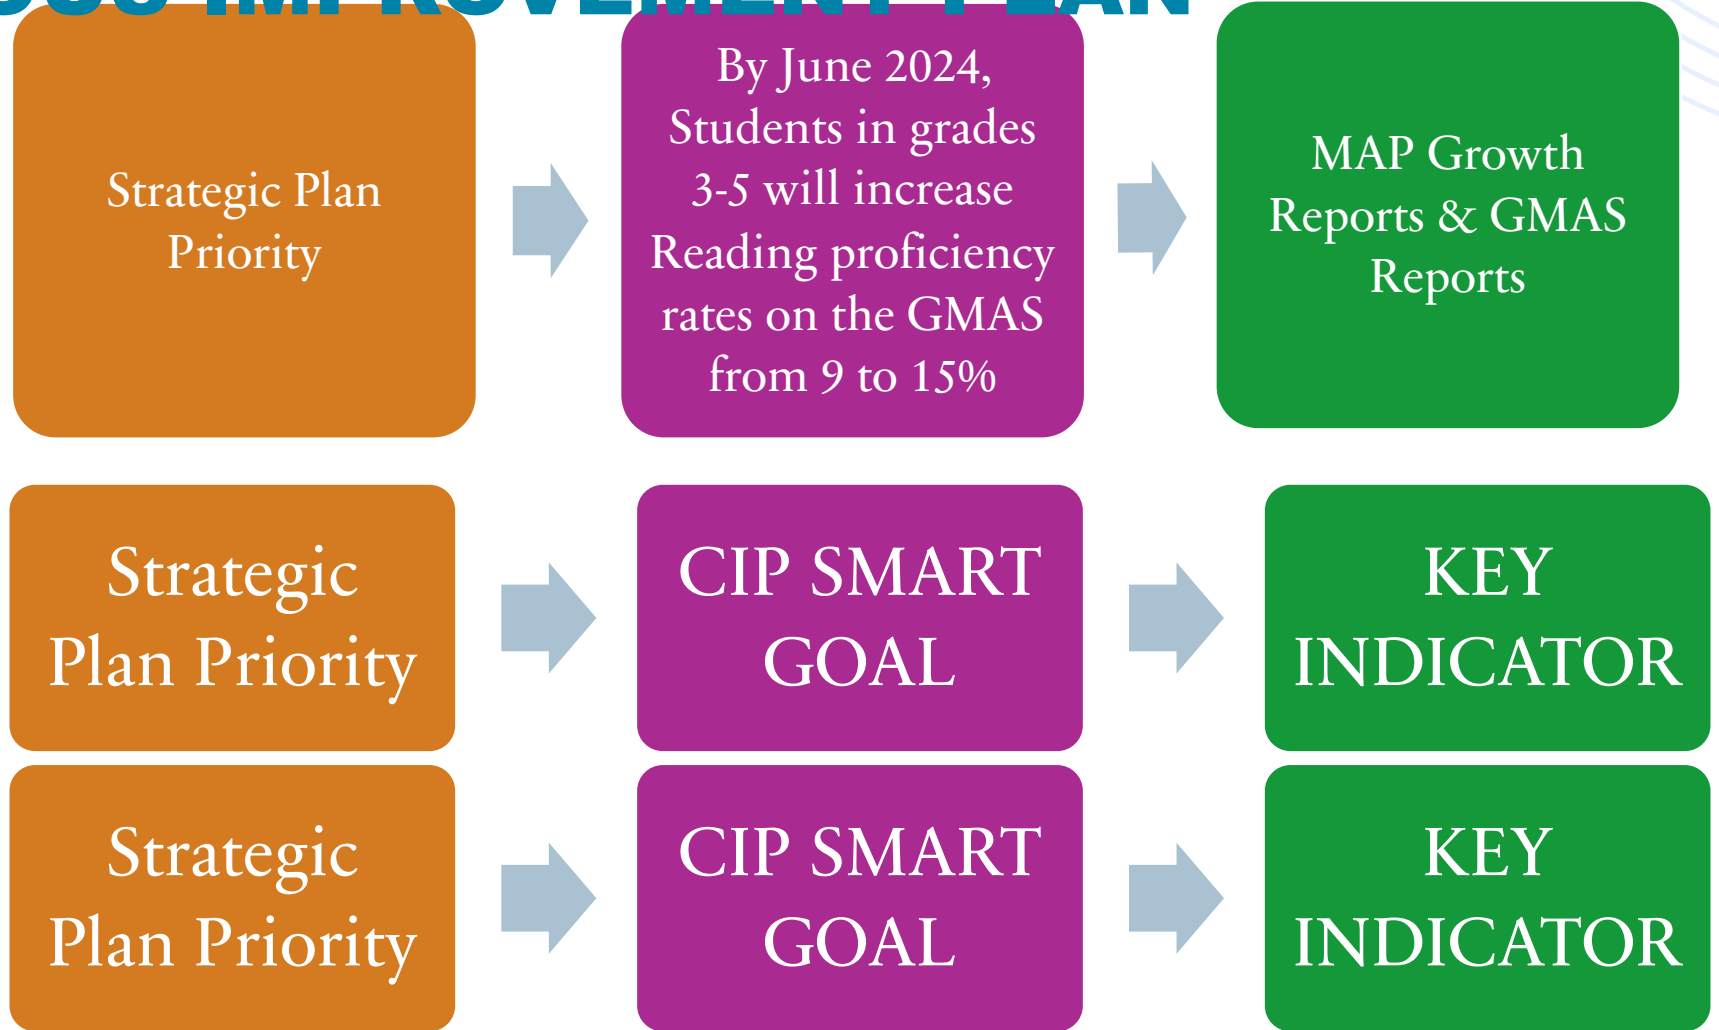 IMPROVEMENT PLAN
Strategic Plan
Priority
By June 2024,
Students in grades
3-5 will increase
Reading proficiency
rates on the GMAS
from 9 to 15%
MAP Growth
Reports & GMAS
Reports
Strategic
Plan Priority
CIP SMART
GOAL
KEY
INDICATOR
Strategic
Plan Priority
CIP SMART
GOAL
KEY
INDICATOR